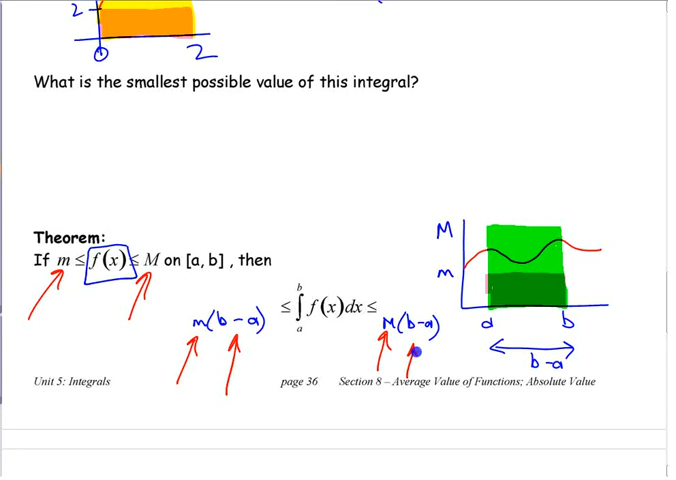 2
0 2
What is the smallest possible value of this integral?
Theorem:
If m ≤ f(x) ≤ M on [a, b] , then
m(b-a) ≤ ∫_a^b f(x)dx ≤ M(b-a)
M
m
a b
b-a
Unit 5: Integrals page 36 Section 8 – Average Value of Functions; Absolute Value